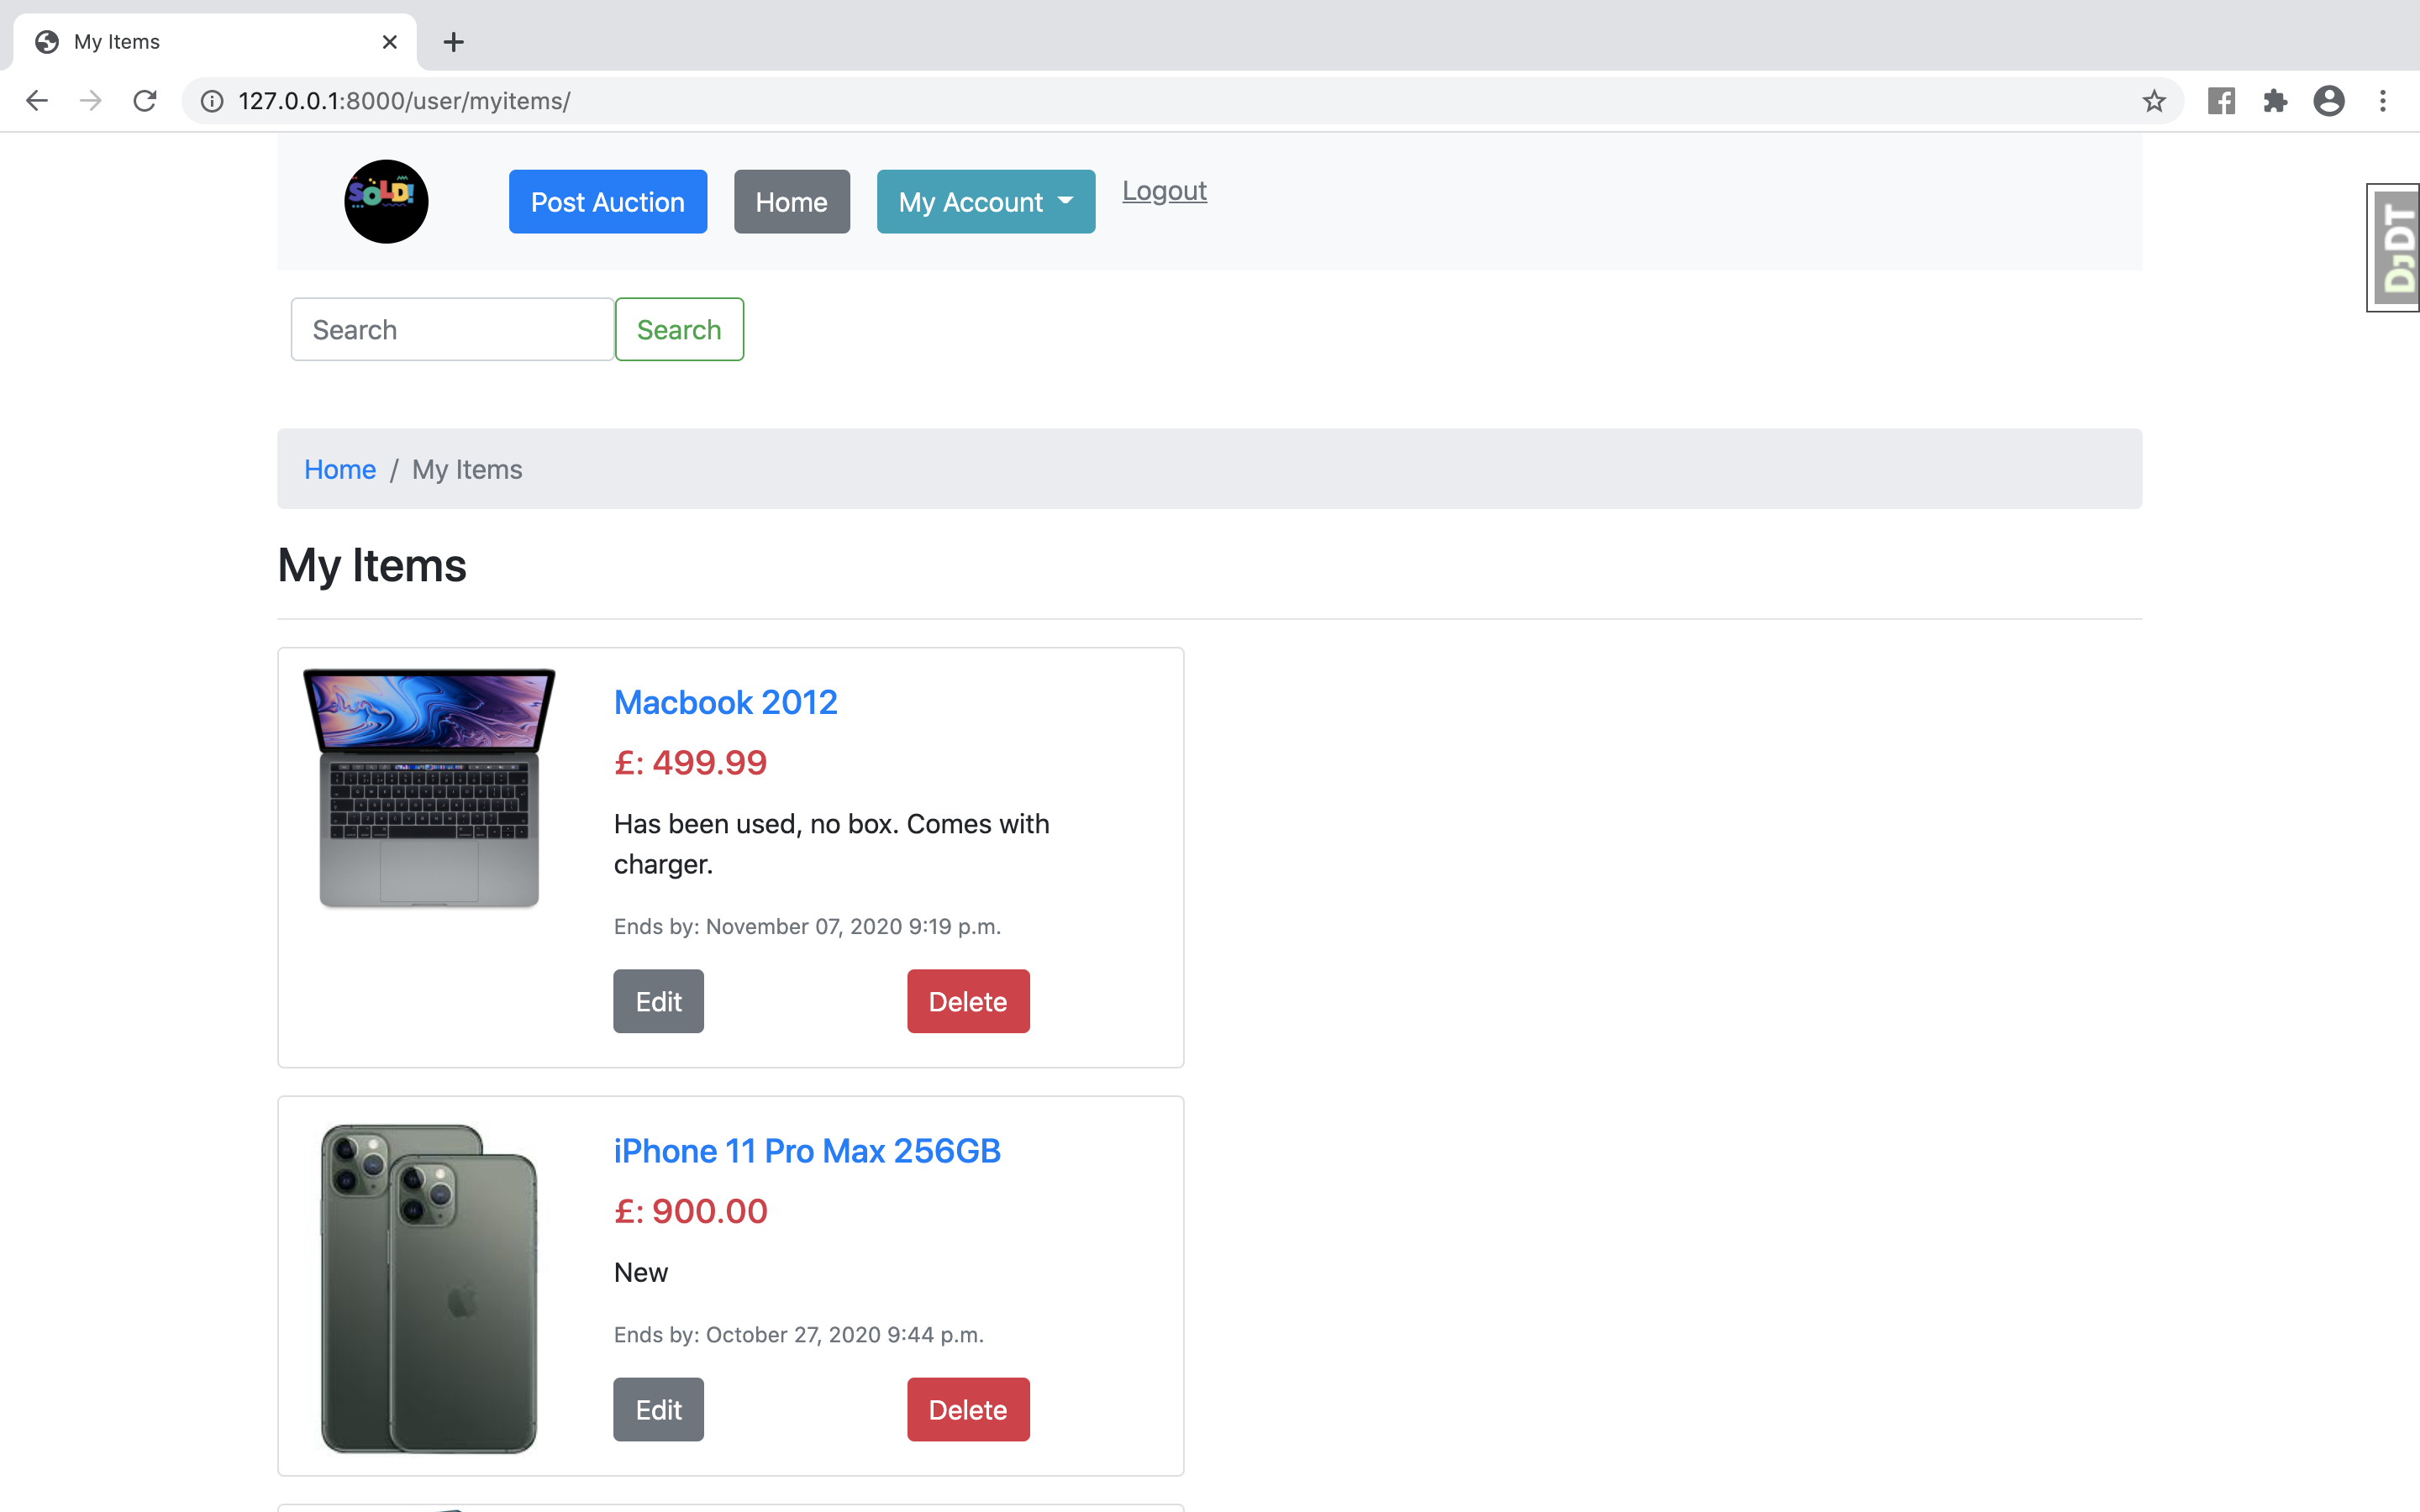 My Items
127.0.0.1:8000/user/myitems/
SOLD!
Post Auction
Home
My Account
Logout
DJDT
Search
Search
Home / My Items
My Items
Macbook 2012
£: 499.99
Has been used, no box. Comes with
charger.
Ends by: November 07, 2020 9:19 p.m.
Edit
Delete
iPhone 11 Pro Max 256GB
£: 900.00
New
Ends by: October 27, 2020 9:44 p.m.
Edit
Delete